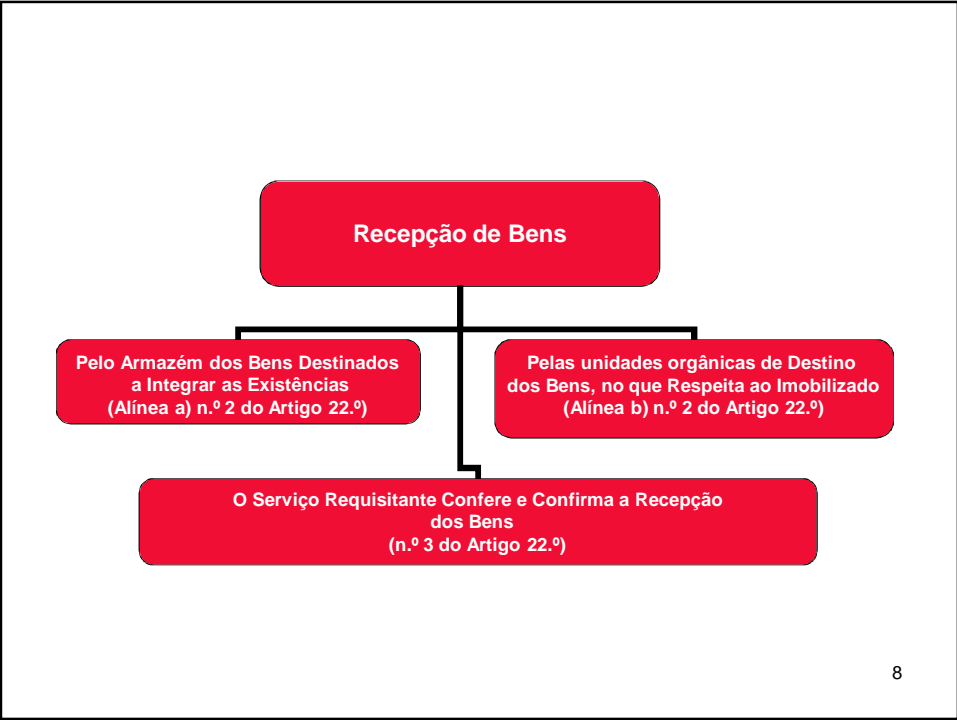 Recepção de Bens
Pelo Armazém dos Bens Destinados
a Integrar as Existências
(Alínea a) n.º 2 do Artigo 22.º)
Pelas unidades orgânicas de Destino
dos Bens, no que Respeita ao Imobilizado
(Alínea b) n.º 2 do Artigo 22.º)
O Serviço Requisitante Confere e Confirma a Recepção
dos Bens
(n.º 3 do Artigo 22.º)
8